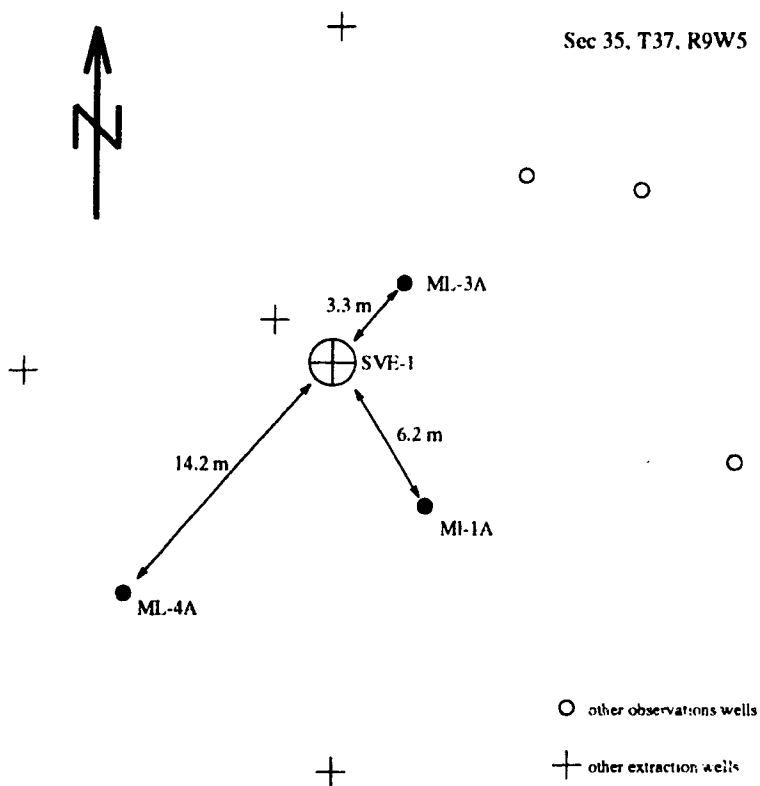 Sec 35, T37, R9W5
N
ML-3A
3.3 m
SVE-1
6.2 m
14.2 m
ML-1A
ML-4A
other observations wells
other extraction wells